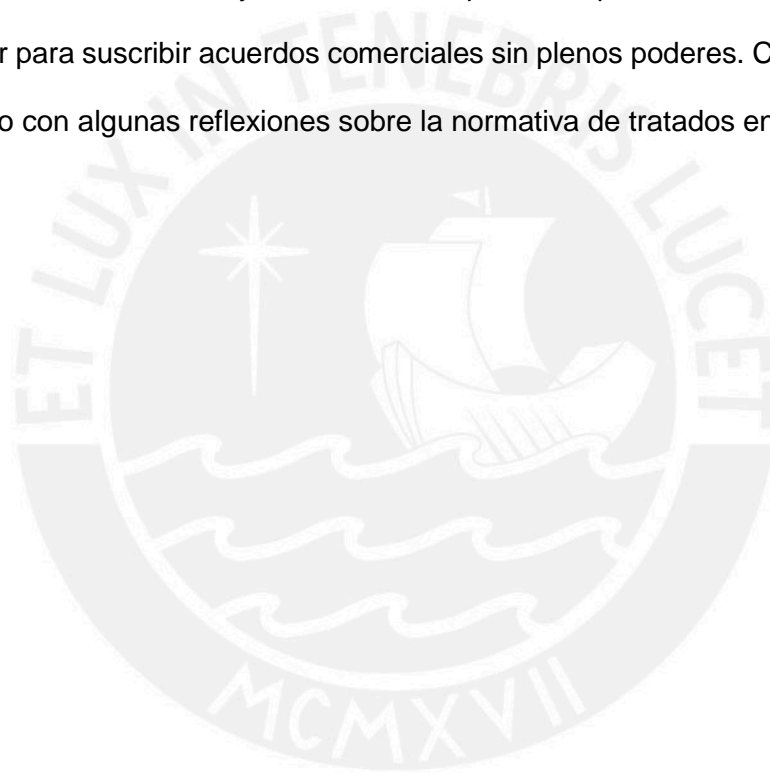 r para suscribir acuerdos comerciales sin plenos poderes. C
o con algunas reflexiones sobre la normativa de tratados en
ET LUX IN TENEBRIS LUCET
MCMXVII